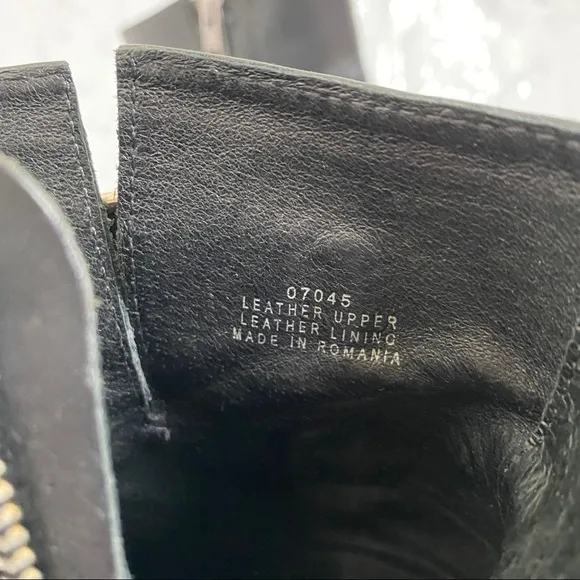 07045
LEATHER UPPER
LEATHER LINING
MADE IN ROMANIA